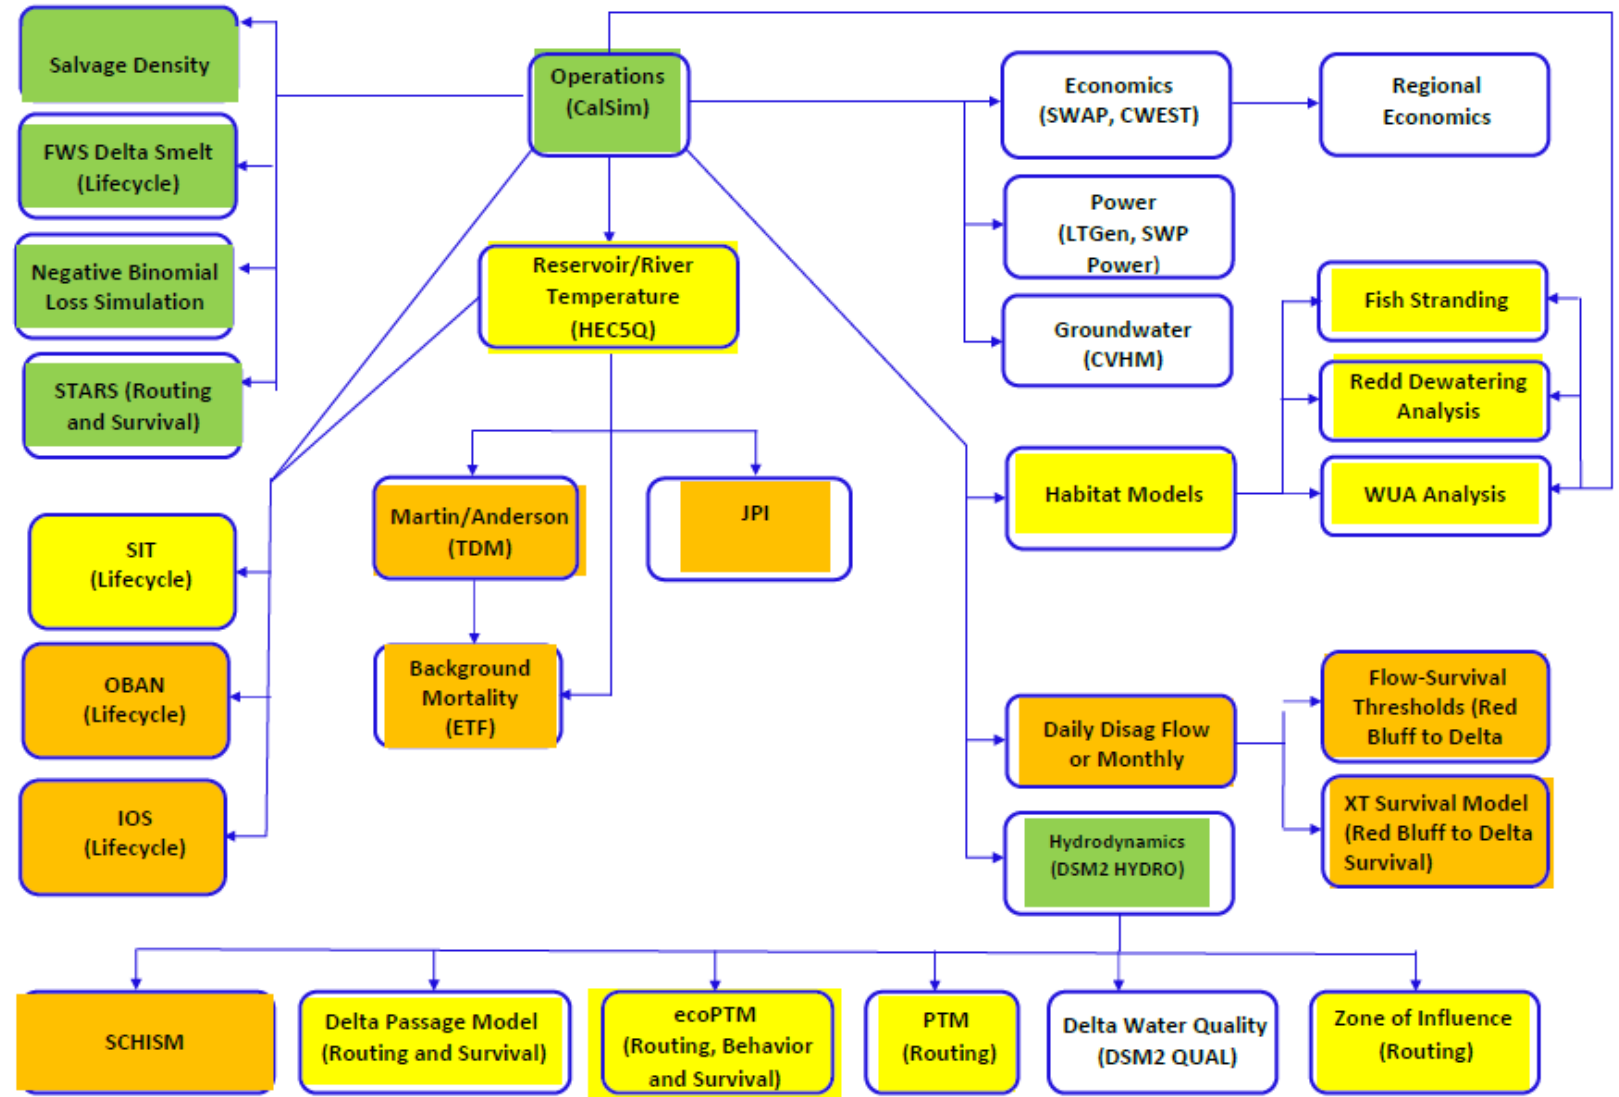 Salvage Density
Operations
(CalSim)
Economics
(SWAP, CWEST)
Regional
Economics
FWS Delta Smelt
(Lifecycle)
Power
(LTGen, SWP
Power)
Negative Binomial
Loss Simulation
Reservoir/River
Temperature
(HEC5Q)
Groundwater
(CVHM)
Fish Stranding
STARS (Routing
and Survival)
Redd Dewatering
Analysis
Habitat Models
WUA Analysis
Martin/Anderson
(TDM)
JPI
SIT
(Lifecycle)
OBAN
(Lifecycle)
Background
Mortality
(ETF)
Daily Disag Flow
or Monthly
Flow-Survival
Thresholds (Red
Bluff to Delta
IOS
(Lifecycle)
Hydrodynamics
(DSM2 HYDRO)
XT Survival Model
(Red Bluff to Delta
Survival)
SCHISM
Delta Passage Model
(Routing and Survival)
ecoPTM
(Routing, Behavior
and Survival)
PTM
(Routing)
Delta Water Quality
(DSM2 QUAL)
Zone of Influence
(Routing)